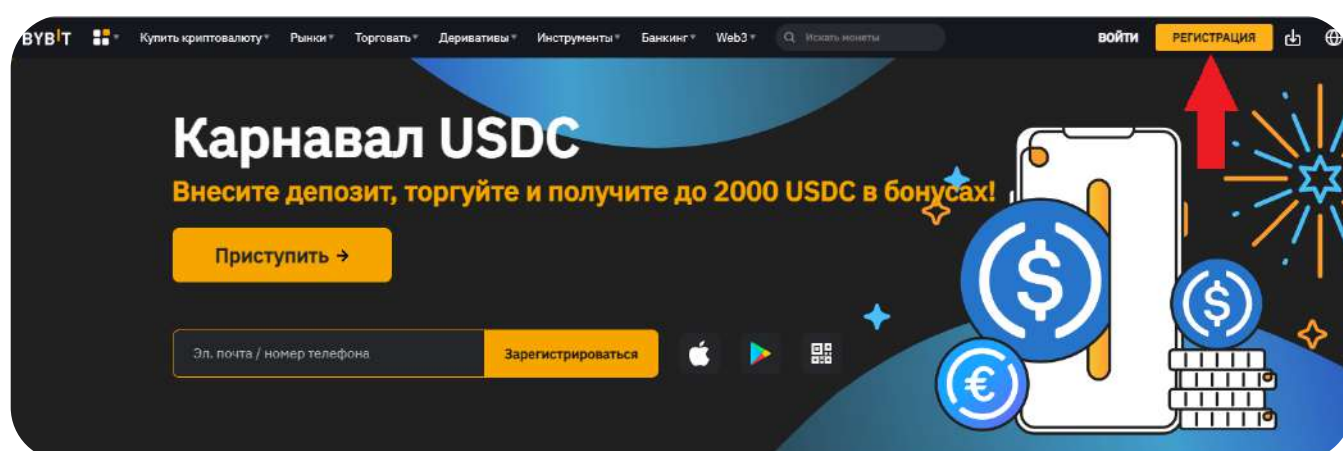 BYBIT Купить криптовалюту Рынки Торговать Деривативы Инструменты Банкинг Web3 Искать монеты ВОЙТИ РЕГИСТРАЦИЯ
Карнавал USDC
Внесите депозит, торгуйте и получите до 2000 USDC в бонусах!
Приступить →
Эл. почта / номер телефона Зарегистрироваться